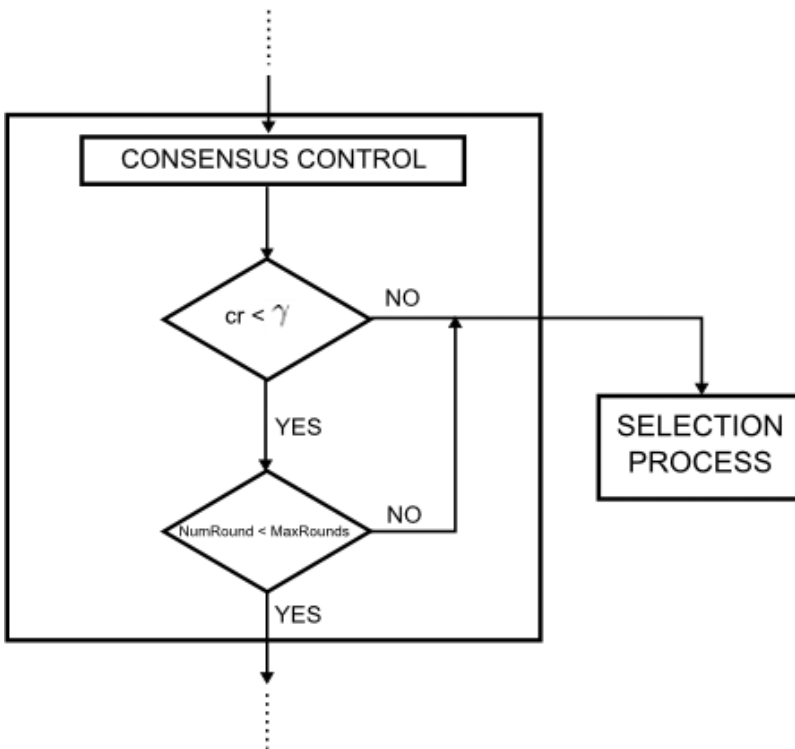 CONSENSUS CONTROL
cr < γ
NO
YES
SELECTION
PROCESS
NumRound < MaxRounds
NO
YES